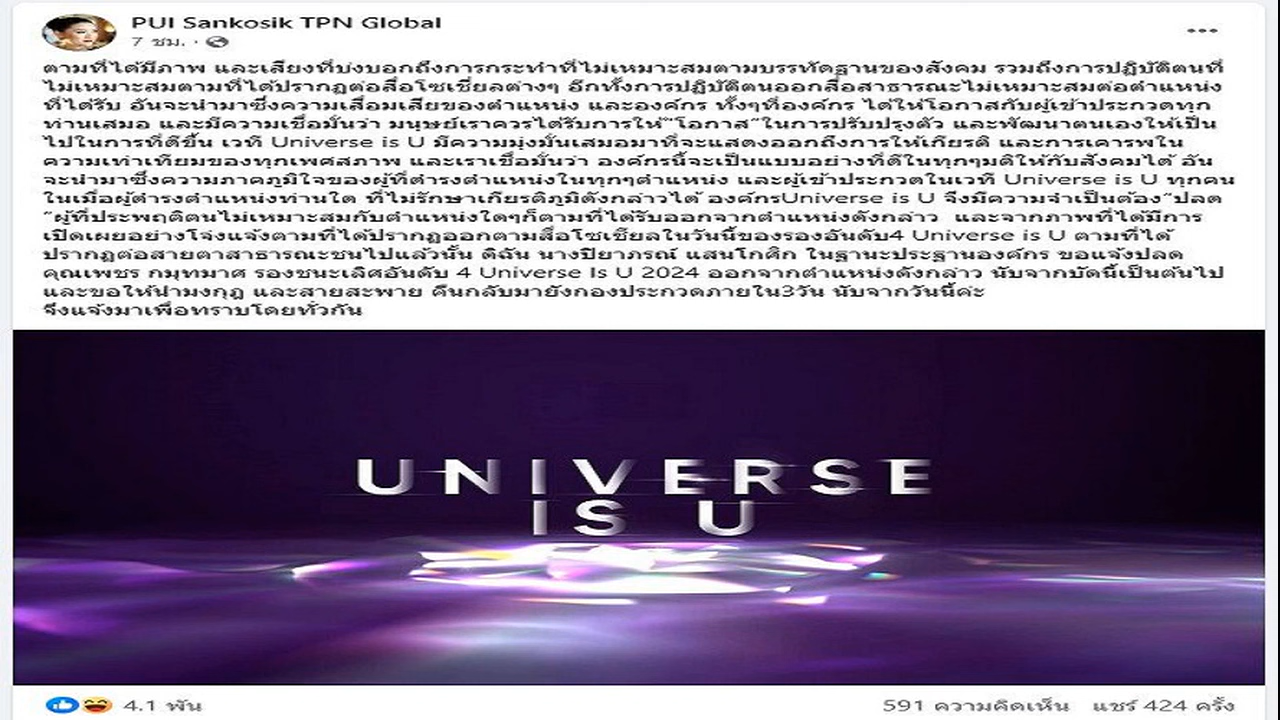 PUI Sankosik TPN Global
7 ชม. ·
ตามที่ได้มีภาพ และเสียงที่บ่งบอกถึงการกระทำที่ไม่เหมาะสมตามบรรทัดฐานของสังคม รวมถึงการปฏิบัติตนที่
ไม่เหมาะสมตามที่ได้ปรากฏต่อสื่อโซเชี่ยลต่างๆ อีกทั้งการปฏิบัติตนออกสื่อสาธารณะไม่เหมาะสมต่อตำแหน่ง
ที่ได้รับ อันจะนำมาซึ่งความเสื่อมเสียของตำแหน่ง และองค์กร ทั้งๆที่องค์กร ได้ให้โอกาสกับผู้เข้าประกวดทุก
ท่านเสมอ และมีความเชื่อมั่นว่า มนุษย์เราควรได้รับการให้"โอกาส"ในการปรับปรุงตัว และพัฒนาตนเองให้เป็น
ไปในการที่ดีขึ้น เวที Universe is U มีความมุ่งมั่นเสมอมาที่จะแสดงออกถึงการให้เกียรติ และการเคารพใน
ความเท่าเทียมของทุกเพศสภาพ และเราเชื่อมั่นว่า องค์กรนี้จะเป็นแบบอย่างที่ดีในทุกๆมติให้กับสังคมได้ อัน
จะนำมาซึ่งความภาคภูมิใจของผู้ที่ดำรงตำแหน่งในทุกๆตำแหน่ง และผู้เข้าประกวดในเวที Universe is U ทุกคน
ในเมื่อผู้ดำรงตำแหน่งท่านใด ที่ไม่รักษาเกียรติภูมิดังกล่าวได้ องค์กรUniverse is U จึงมีความจำเป็นต้อง"ปลด
"ผู้ที่ประพฤติตนไม่เหมาะสมกับตำแหน่งใดๆก็ตามที่ได้รับออกจากตำแหน่งดังกล่าว และจากภาพที่ได้มีการ
เปิดเผยอย่างโจ่งแจ้งตามที่ได้ปรากฏออกตามสื่อโซเชียลในวันนี้ของรองอันดับ4 Universe is U ตามที่ได้
ปรากฏต่อสายตาสาธารณะชนไปแล้วนั้น ดิฉัน นางปิยาภรณ์ แสนโกศิก ในฐานะประธานองค์กร ขอแจ้งปลด
คุณเพชร กมุทมาศ รองชนะเลิศอันดับ 4 Universe Is U 2024 ออกจากตำแหน่งดังกล่าว นับจากบัดนี้เป็นต้นไป
และขอให้นำมงกุฎ และสายสะพาย คืนกลับมายังกองประกวดภายใน3วัน นับจากวันนี้ค่ะ
จึงแจ้งมาเพื่อทราบโดยทั่วกัน
UNIVERSE
IS U
4.1 พัน
591 ความคิดเห็น แชร์ 424 ครั้ง